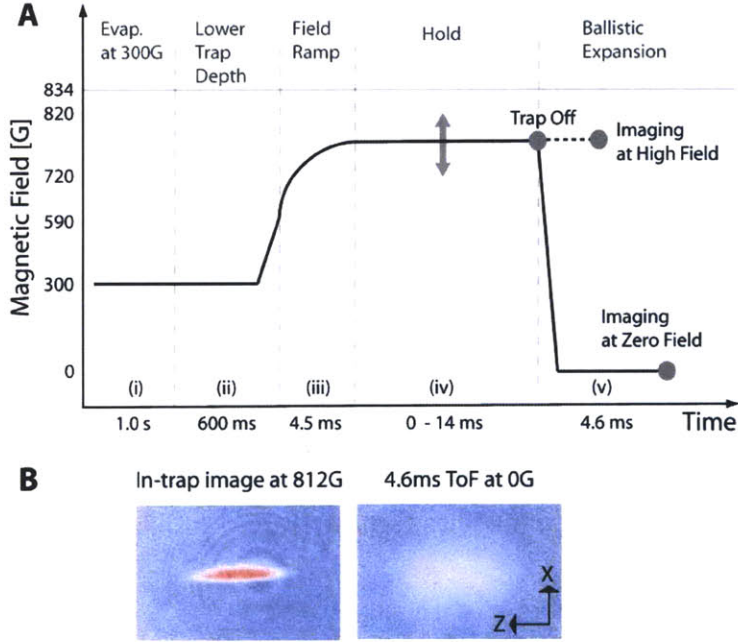 A
Evap.
at 300G
Lower
Trap
Depth
Field
Ramp
Hold
Ballistic
Expansion
Magnetic Field [G]
834
820
720
590
300
0
Trap Off
Imaging
at High Field
Imaging
at Zero Field
(i)
(ii)
(iii)
(iv)
(v)
1.0 s
600 ms
4.5 ms
0 - 14 ms
4.6 ms
Time
B
In-trap image at 812G
4.6ms ToF at 0G
X
Z